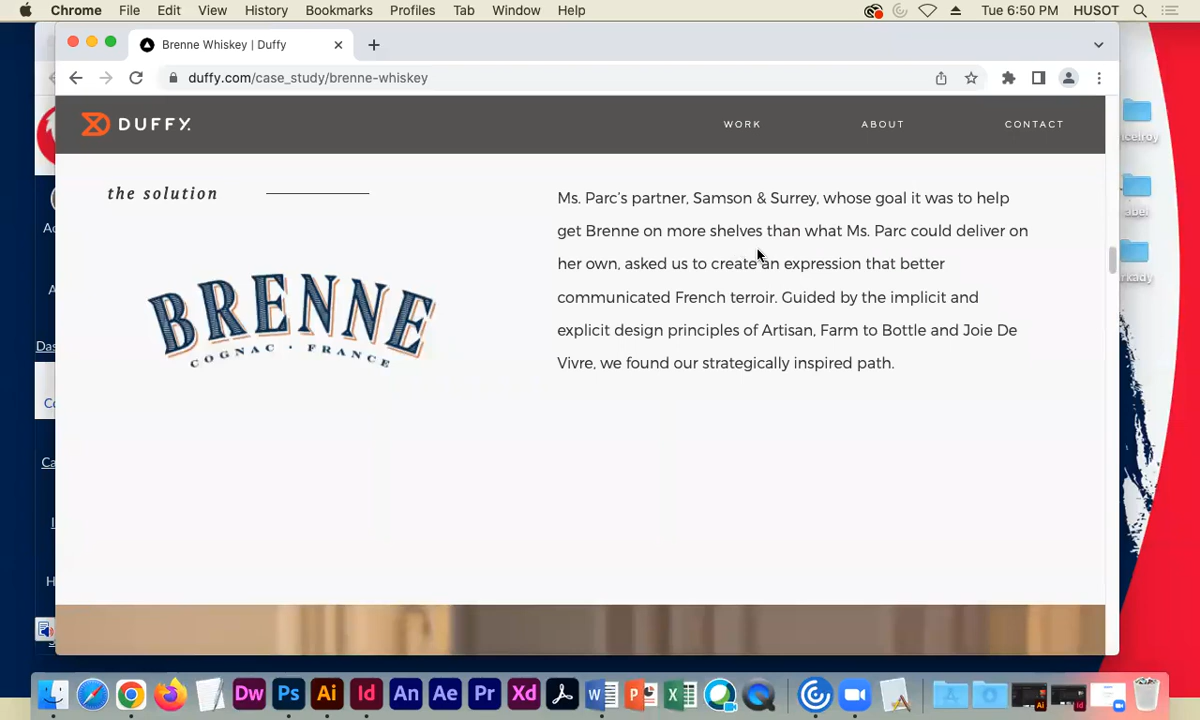 Chrome File Edit View History Bookmarks Profiles Tab Window Help Tue 6:50 PM HUSOT
Brenne Whiskey | Duffy
duffy.com/case_study/brenne-whiskey
DUFFY. WORK ABOUT CONTACT
the solution
Ms. Parc's partner, Samson & Surrey, whose goal it was to help
get Brenne on more shelves than what Ms. Parc could deliver on
her own, asked us to create an expression that better
communicated French terroir. Guided by the implicit and
explicit design principles of Artisan, Farm to Bottle and Joie De
Vivre, we found our strategically inspired path.
BRENNE
COGNAC · FRANCE
Das
Dw Ps Ai Id An Ae Pr Xd